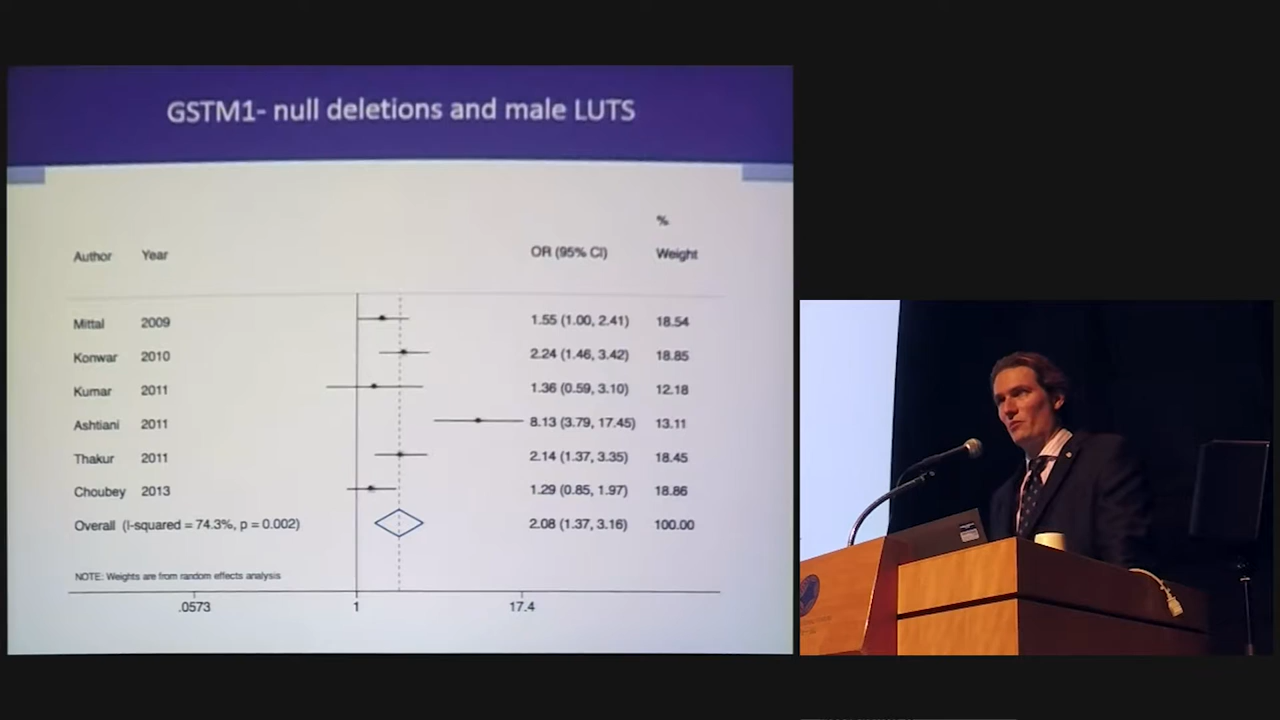 GSTM1- null deletions and male LUTS
%
Author Year OR (95% CI) Weight
Mittal 2009 1.55 (1.00, 2.41) 18.54
Konwar 2010 2.24 (1.46, 3.42) 18.85
Kumar 2011 1.36 (0.59, 3.10) 12.18
Ashtiani 2011 8.13 (3.79, 17.45) 13.11
Thakur 2011 2.14 (1.37, 3.35) 18.45
Choubey 2013 1.29 (0.85, 1.97) 18.86
Overall (I-squared = 74.3%, p = 0.002) 2.08 (1.37, 3.16) 100.00
NOTE: Weights are from random effects analysis
.0573 1 17.4